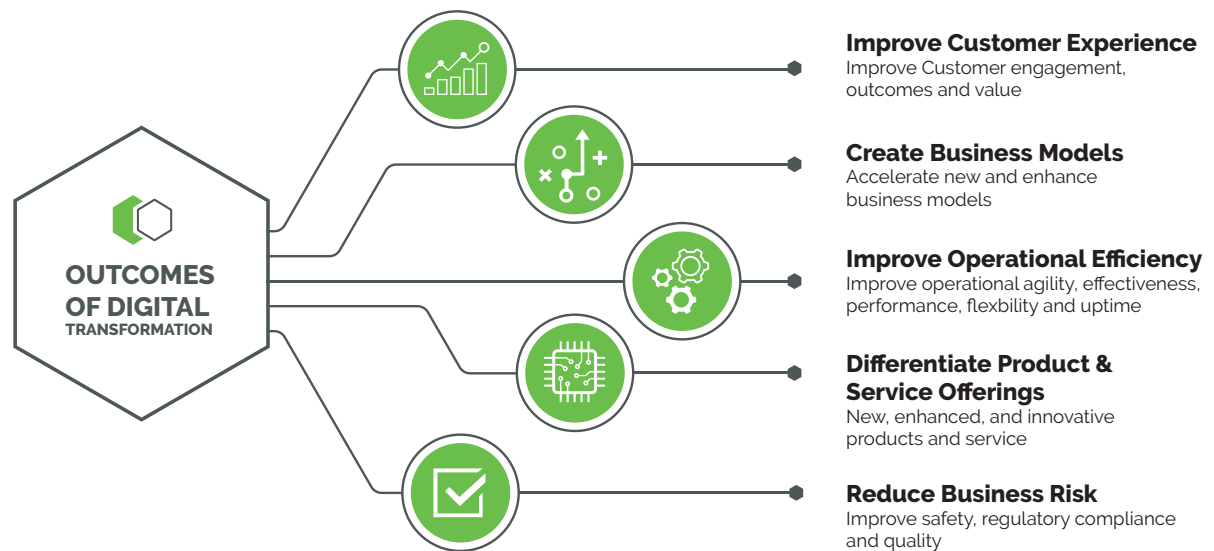 OUTCOMES
OF DIGITAL
TRANSFORMATION
Improve Customer Experience
Improve Customer engagement,
outcomes and value
Create Business Models
Accelerate new and enhance
business models
Improve Operational Efficiency
Improve operational agility, effectiveness,
performance, flexbility and uptime
Differentiate Product &
Service Offerings
New, enhanced, and innovative
products and service
Reduce Business Risk
Improve safety, regulatory compliance
and quality